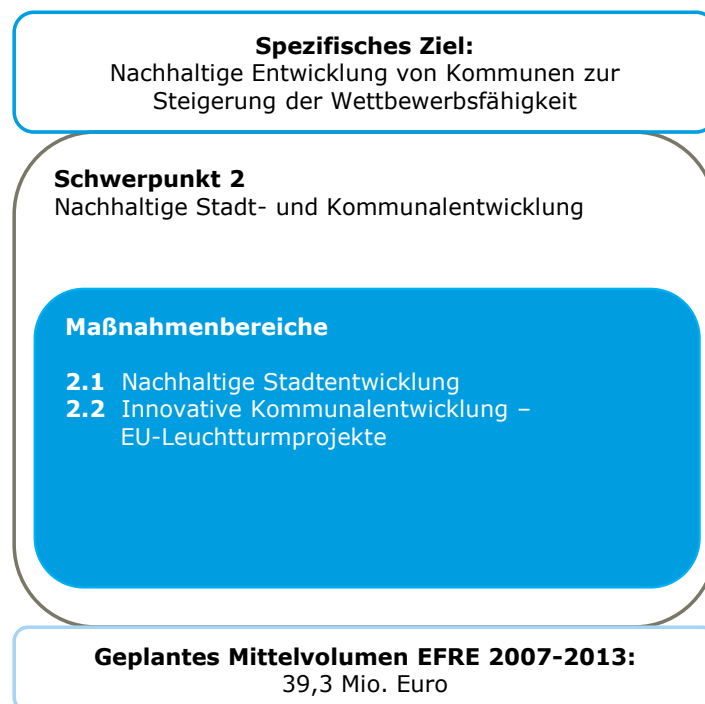 Spezifisches Ziel:
Nachhaltige Entwicklung von Kommunen zur
Steigerung der Wettbewerbsfähigkeit
Schwerpunkt 2
Nachhaltige Stadt- und Kommunalentwicklung
Maßnahmenbereiche
2.1 Nachhaltige Stadtentwicklung
2.2 Innovative Kommunalentwicklung –
EU-Leuchtturmprojekte
Geplantes Mittelvolumen EFRE 2007-2013:
39,3 Mio. Euro